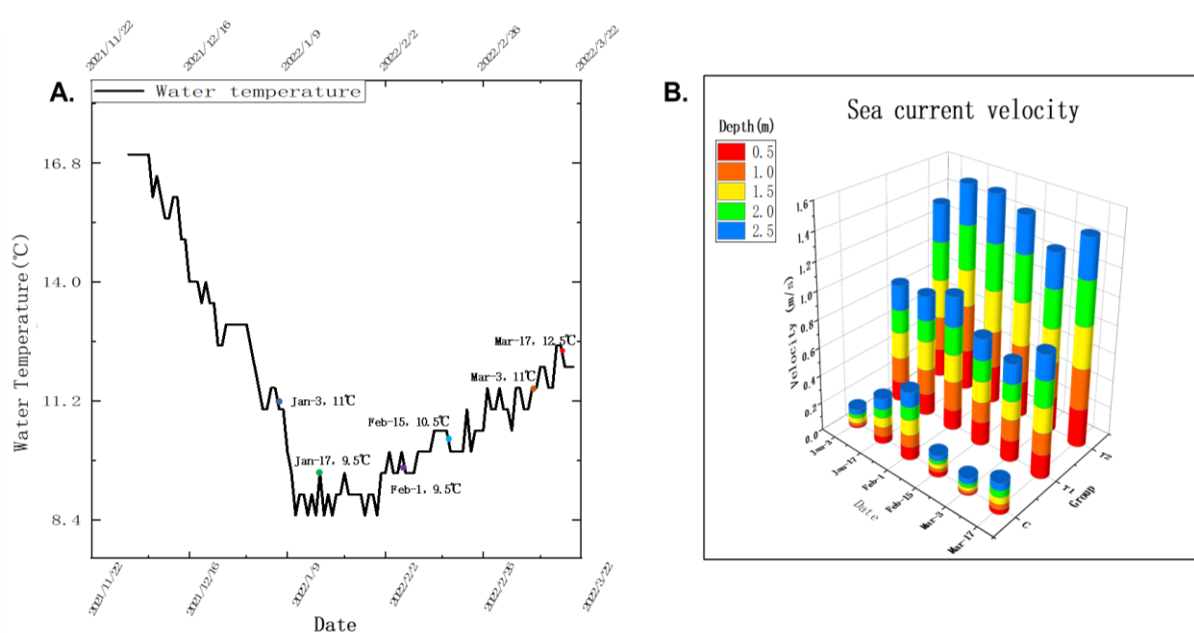 2021/11/22
2021/12/16
2022/1/9
2022/2/2
2022/2/26
2022/3/22
A.
Water temperature
16.8
14.0
11.2
8.4
Water Temperature(℃)
Mar-17, 12.5℃
Mar-3, 11℃
Jan-3, 11℃
Feb-15, 10.5℃
Jan-17, 9.5℃
Feb-1, 9.5℃
2021/11/22
2021/12/16
2022/1/9
2022/2/2
2022/2/26
2022/3/22
Date
B.
Sea current velocity
Depth(m)
0.5
1.0
1.5
2.0
2.5
1.6
1.4
1.2
1.0
0.8
0.6
0.4
0.2
0.0
Velocity (m/s)
Jan-3
Jan-17
Feb-1
Feb-15
Mar-3
Mar-17
Date
C
T1
T2
Group